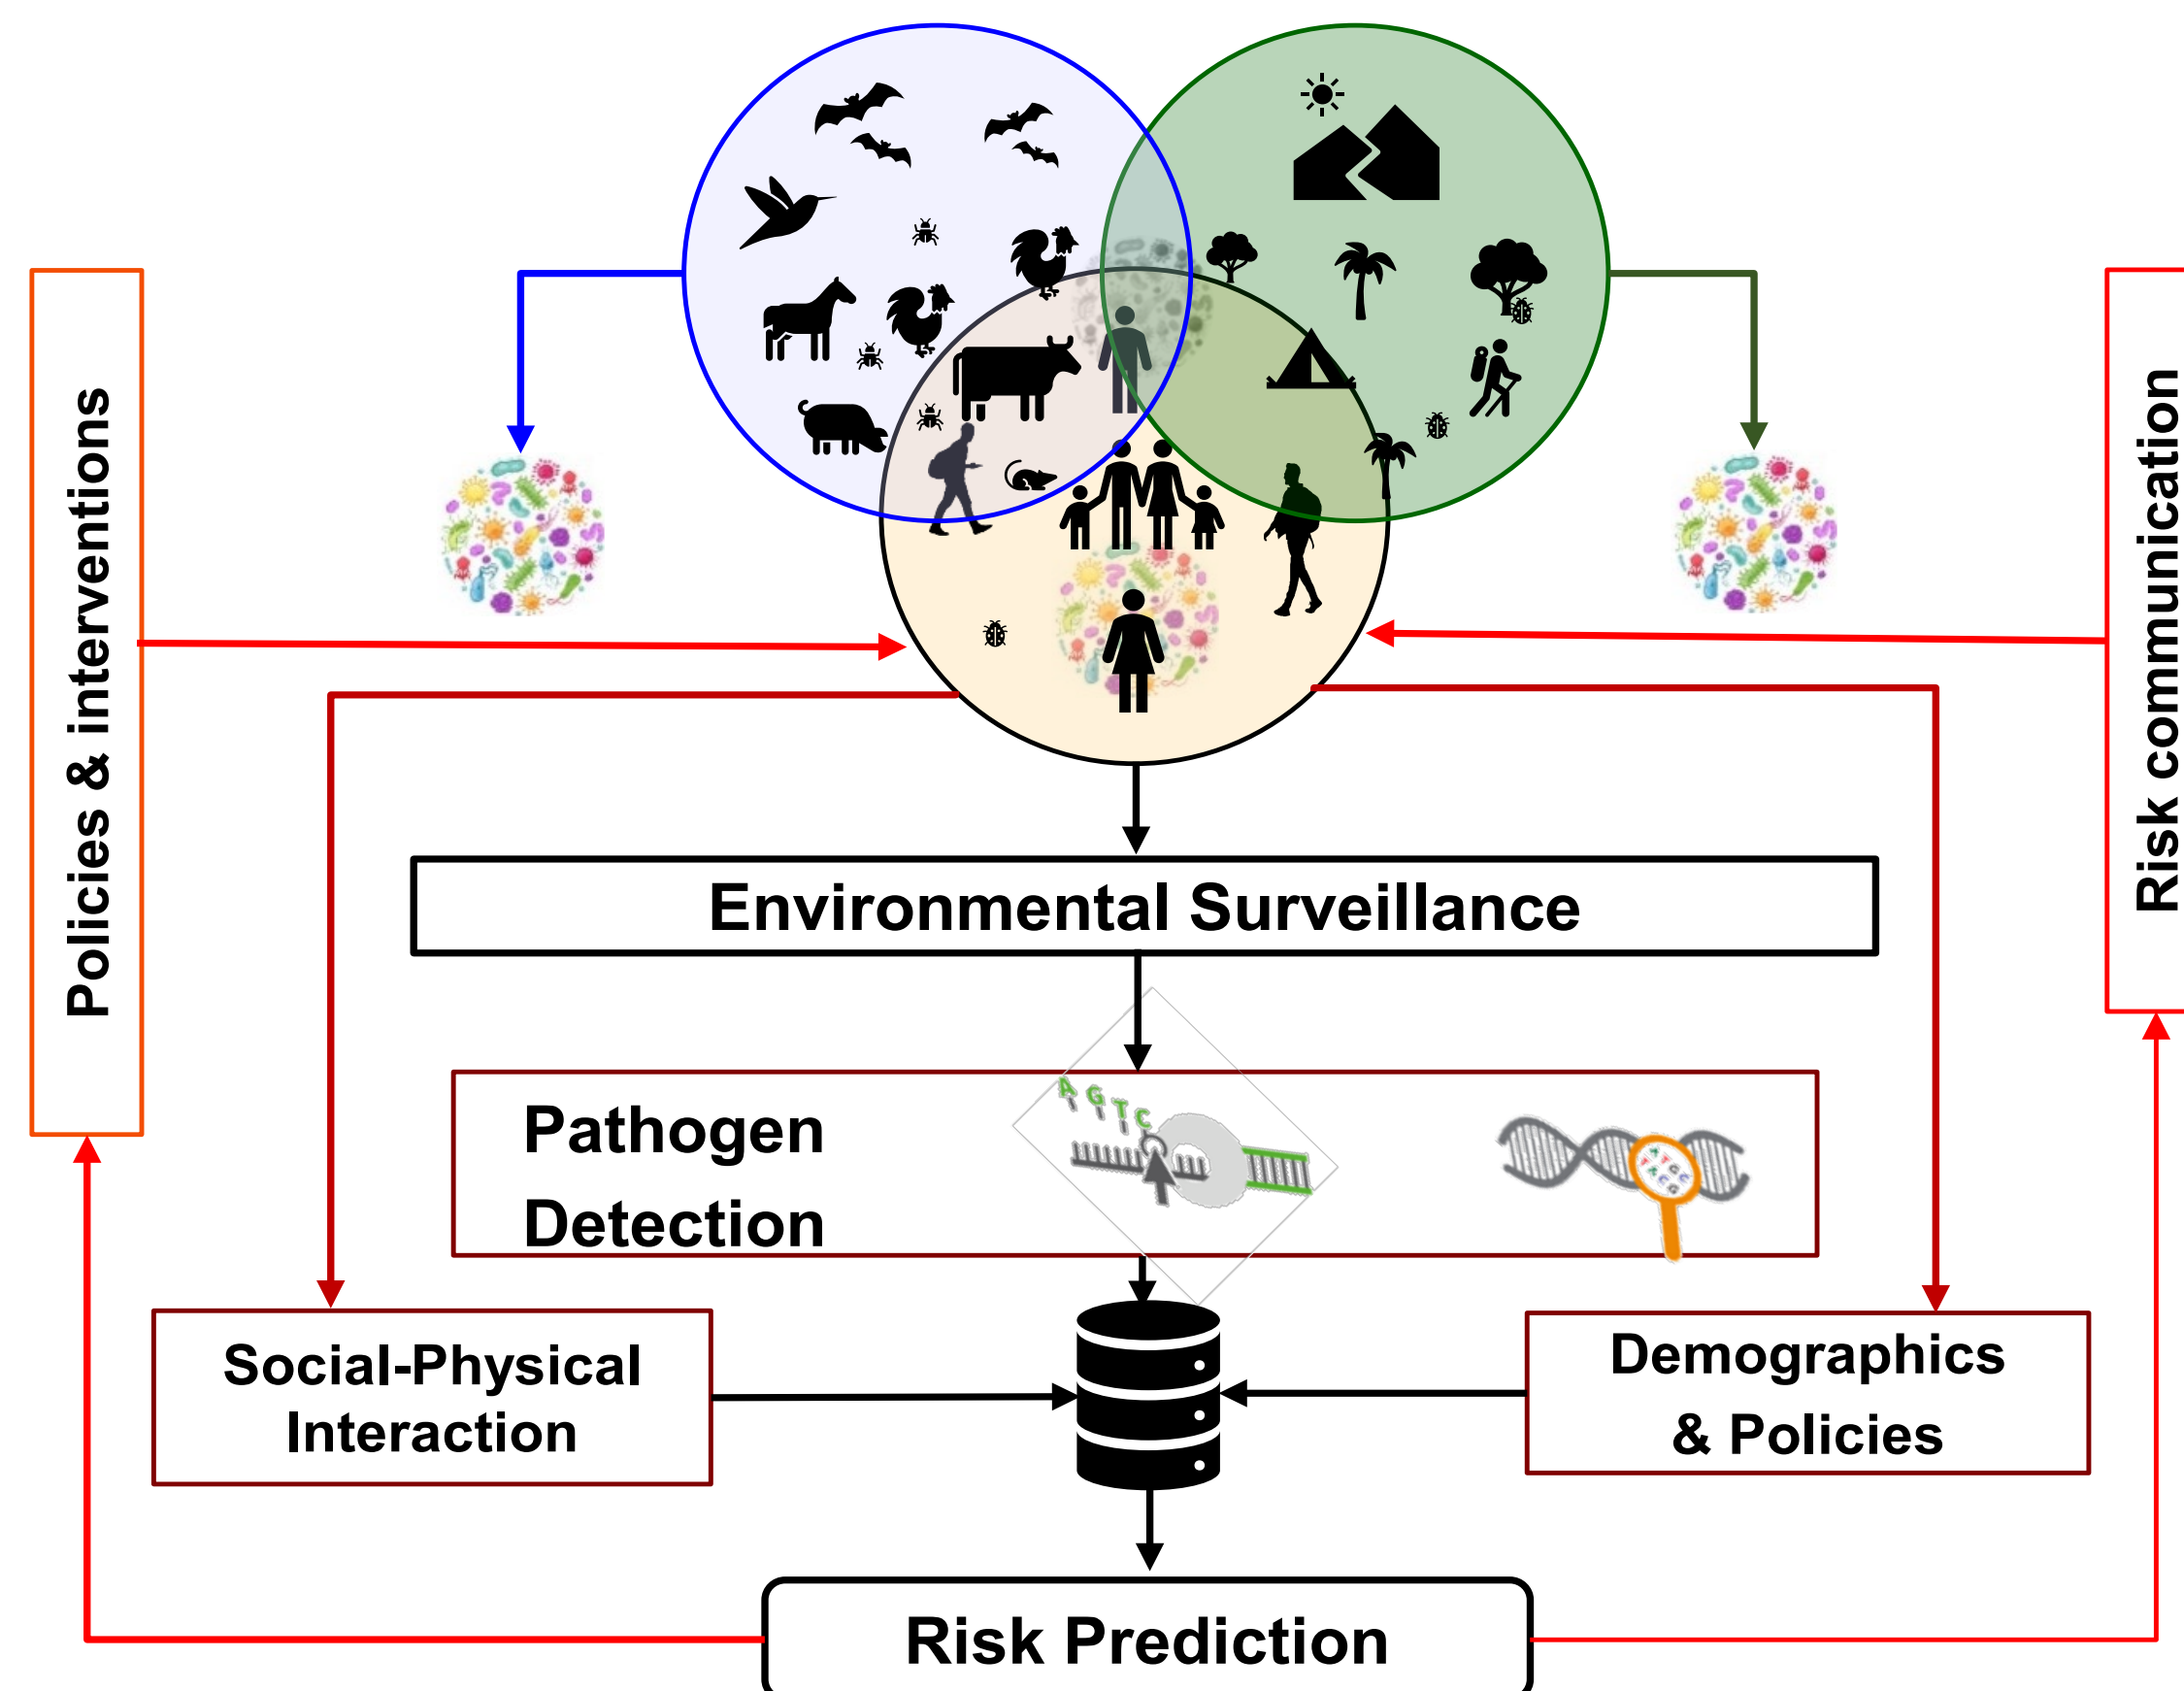 Policies & interventions
Risk communication
Environmental Surveillance
Pathogen
Detection
A G T C
Social-Physical
Interaction
Demographics
& Policies
Risk Prediction